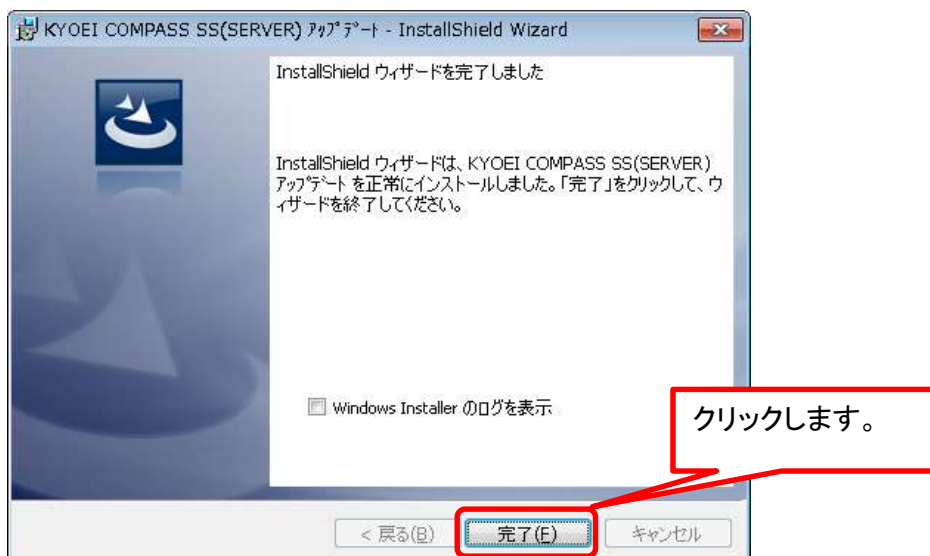 KYOEI COMPASS SS(SERVER) ｱｯﾌﾟﾃﾞｰﾄ - InstallShield Wizard
InstallShield ウィザードを完了しました
InstallShield ウィザードは、KYOEI COMPASS SS(SERVER)
ｱｯﾌﾟﾃﾞｰﾄ を正常にインストールしました。「完了」をクリックして、ウ
ィザードを終了してください。
Windows Installer のログを表示
クリックします。
< 戻る(B)
完了(F)
キャンセル